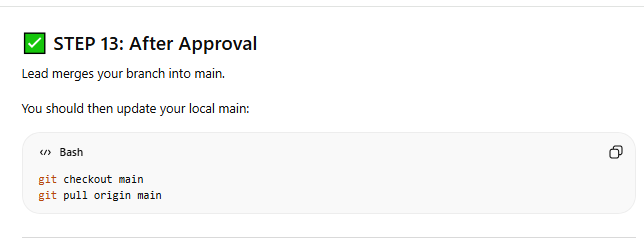 ✅ STEP 13: After Approval
Lead merges your branch into main.
You should then update your local main:
</> Bash
git checkout main
git pull origin main